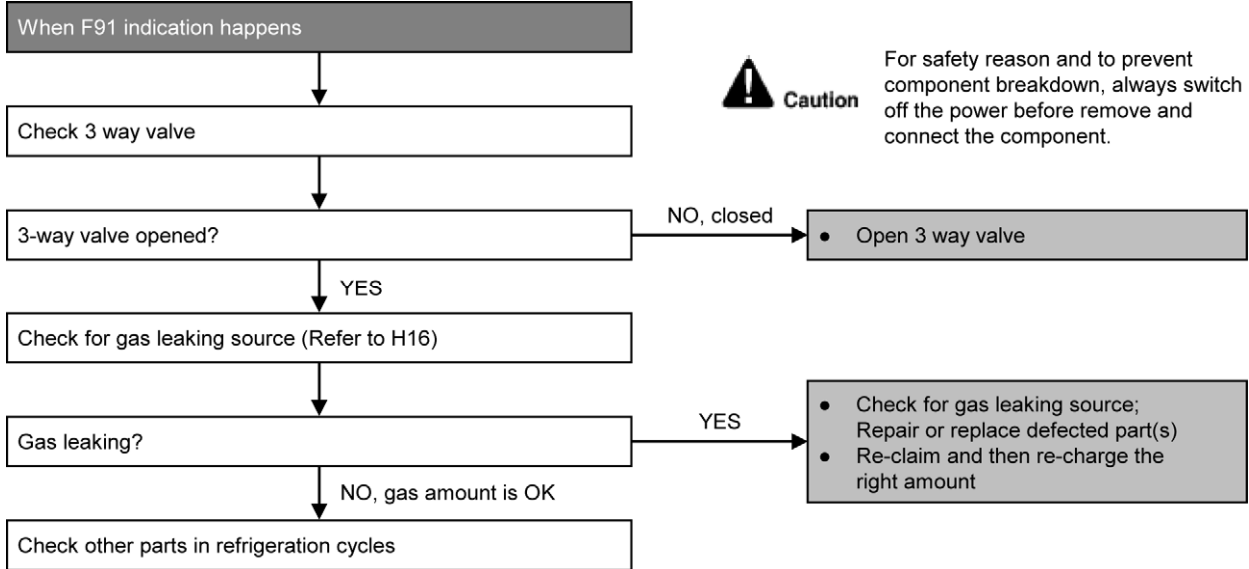 When F91 indication happens
Caution
For safety reason and to prevent
component breakdown, always switch
off the power before remove and
connect the component.
Check 3 way valve
3-way valve opened?
NO, closed
● Open 3 way valve
YES
Check for gas leaking source (Refer to H16)
Gas leaking?
YES
● Check for gas leaking source;
Repair or replace defected part(s)
● Re-claim and then re-charge the
right amount
NO, gas amount is OK
Check other parts in refrigeration cycles